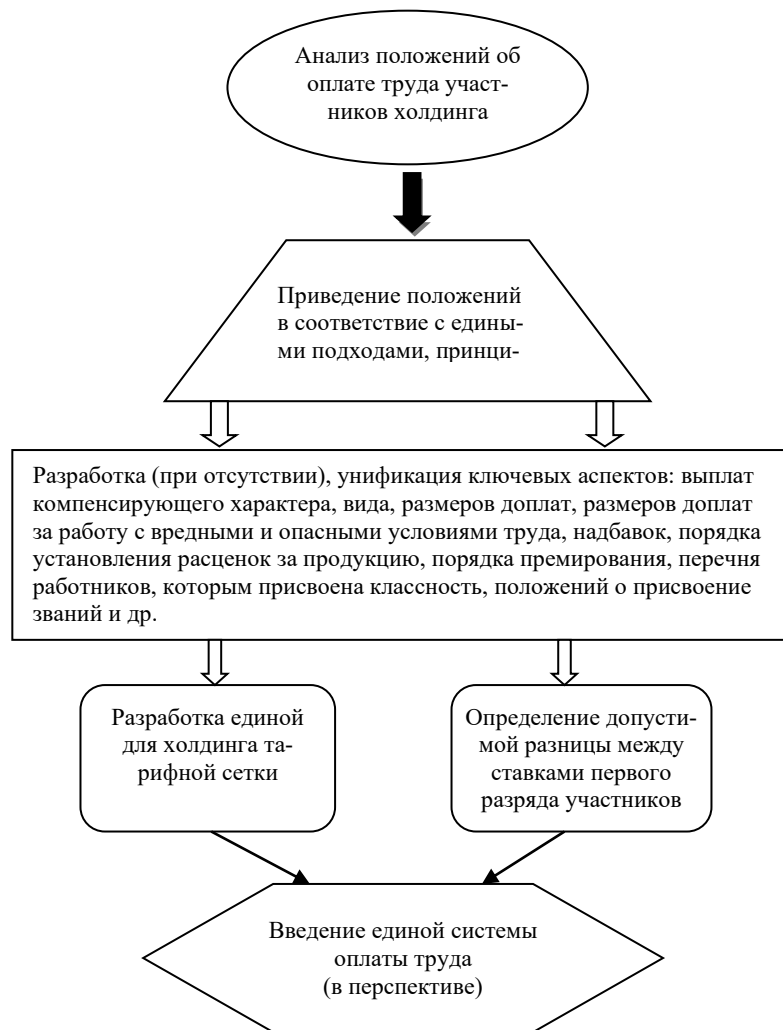 Анализ положений об
оплате труда участ-
ников холдинга
Приведение положений
в соответствие с едины-
ми подходами, принци-
Разработка (при отсутствии), унификация ключевых аспектов: выплат
компенсирующего характера, вида, размеров доплат, размеров доплат
за работу с вредными и опасными условиями труда, надбавок, порядка
установления расценок за продукцию, порядка премирования, перечня
работников, которым присвоена классность, положений о присвоение
званий и др.
Разработка единой
для холдинга та-
рифной сетки
Определение допусти-
мой разницы между
ставками первого
разряда участников
Введение единой системы
оплаты труда
(в перспективе)